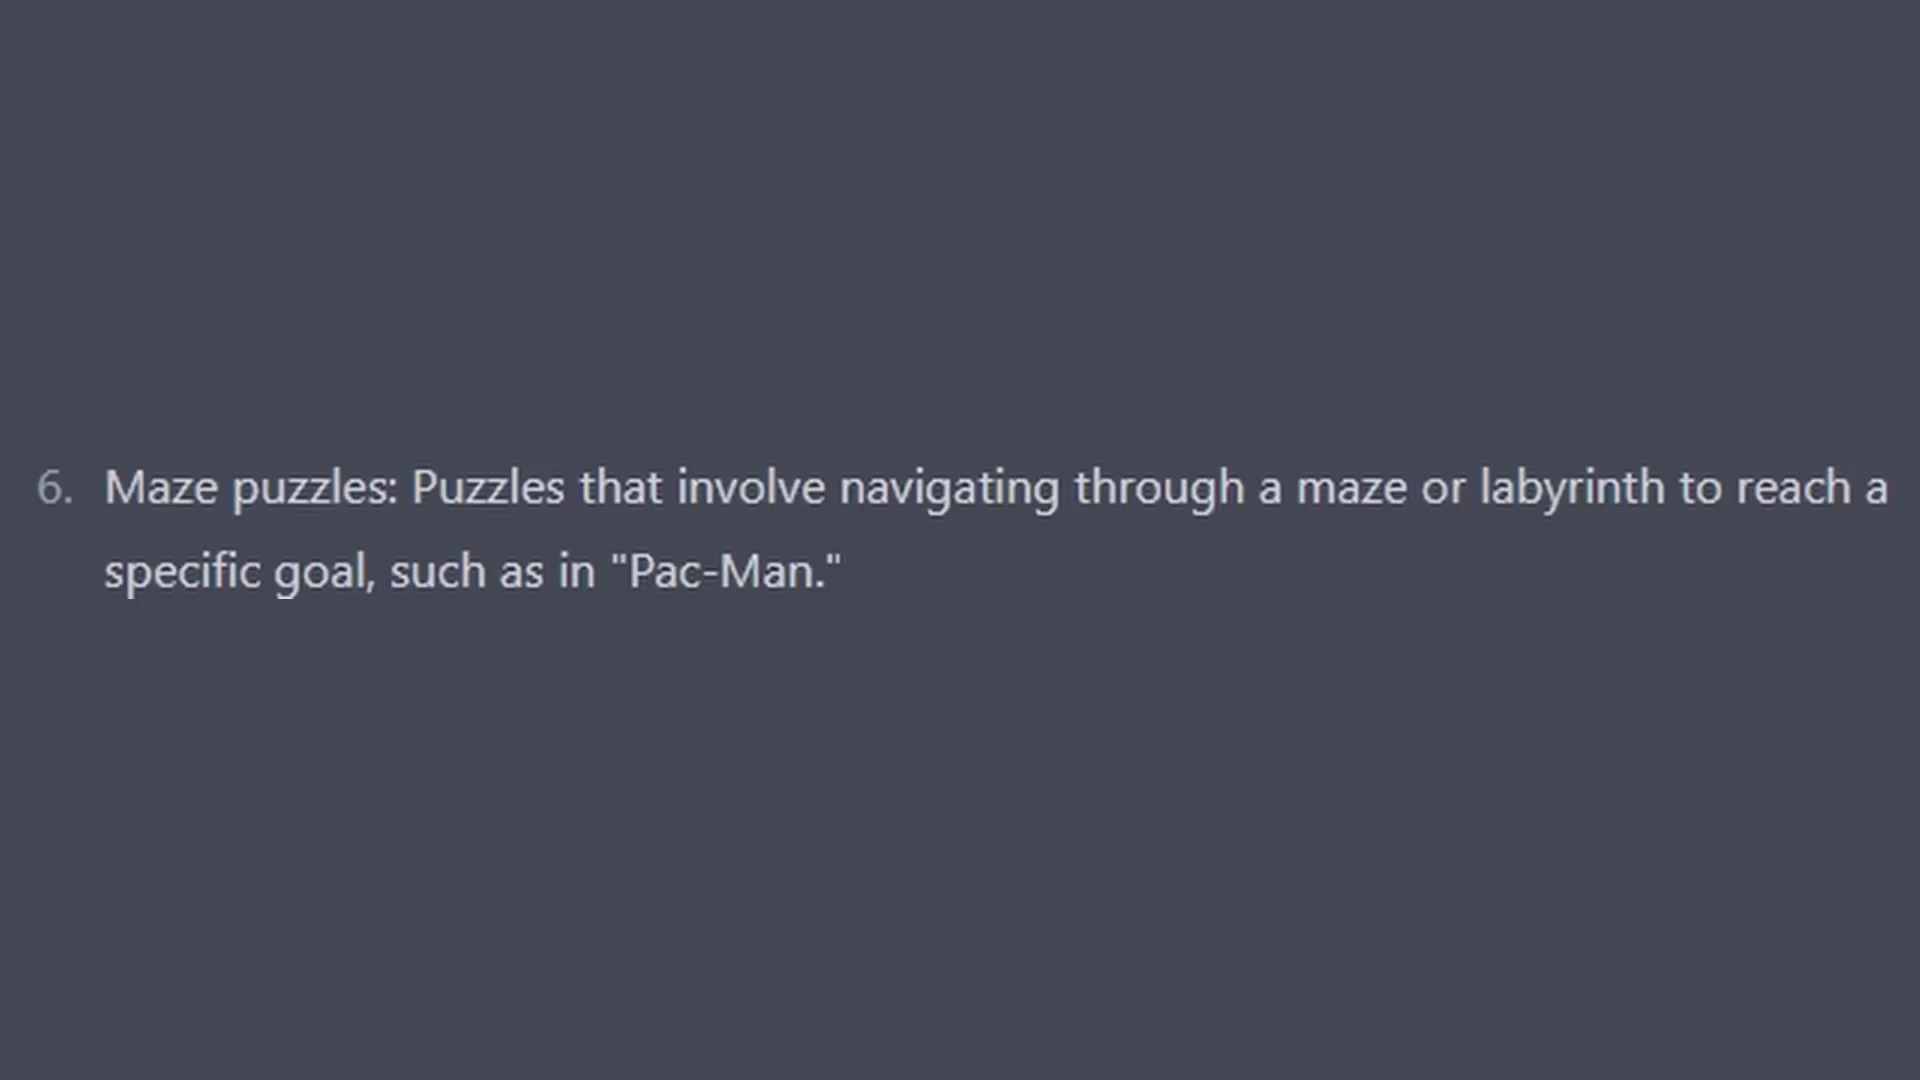 6. Maze puzzles: Puzzles that involve navigating through a maze or labyrinth to reach a
specific goal, such as in "Pac-Man."